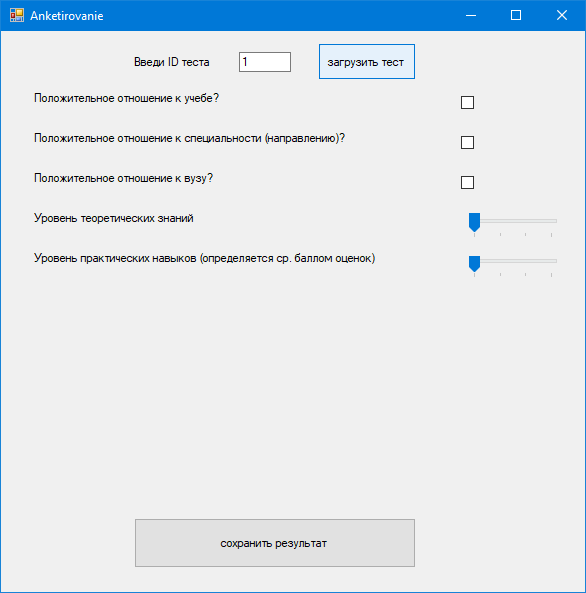 Anketirovanie
Введи ID теста 1 загрузить тест
Положительное отношение к учебе?
Положительное отношение к специальности (направлению)?
Положительное отношение к вузу?
Уровень теоретических знаний
Уровень практических навыков (определяется ср. баллом оценок)
сохранить результат